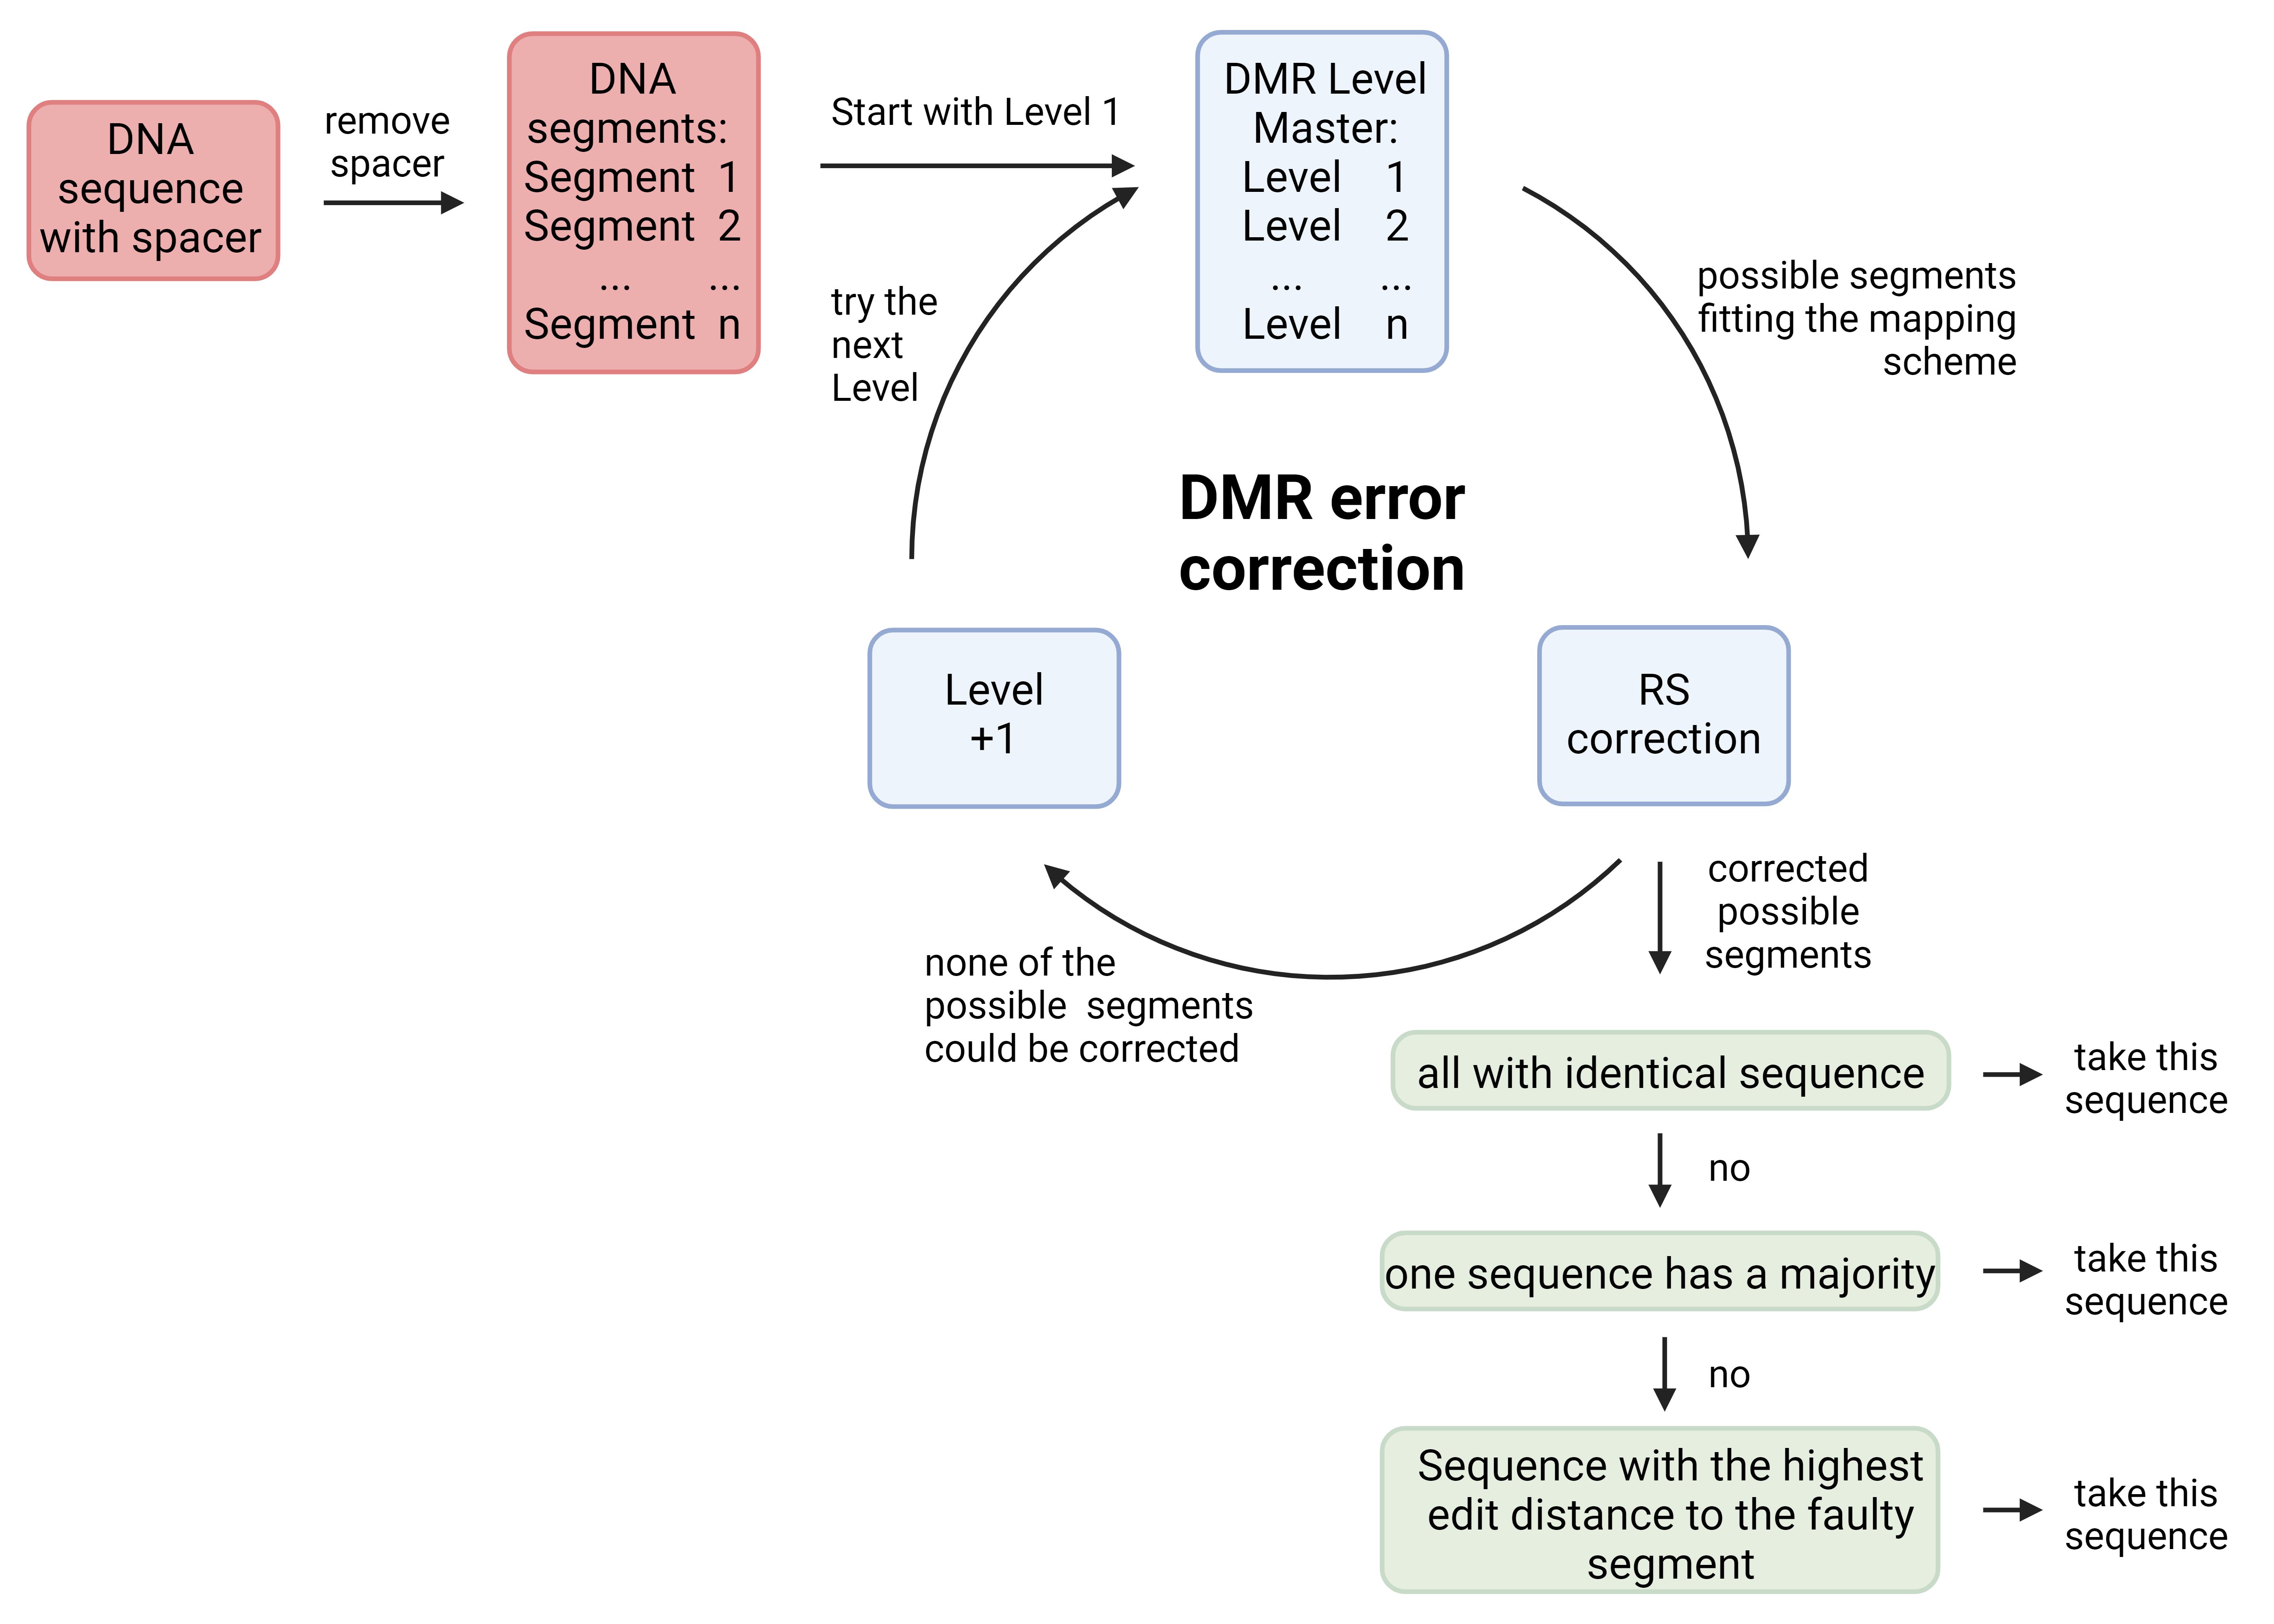 DNA
sequence
with spacer
remove
spacer
DNA
segments:
Segment 1
Segment 2
... ...
Segment n
Start with Level 1
DMR Level
Master:
Level 1
Level 2
... ...
Level n
try the
next
Level
possible segments
fitting the mapping
scheme
DMR error
correction
Level
+1
RS
correction
none of the
possible segments
could be corrected
corrected
possible
segments
all with identical sequence
take this
sequence
no
one sequence has a majority
take this
sequence
no
Sequence with the highest
edit distance to the faulty
segment
take this
sequence